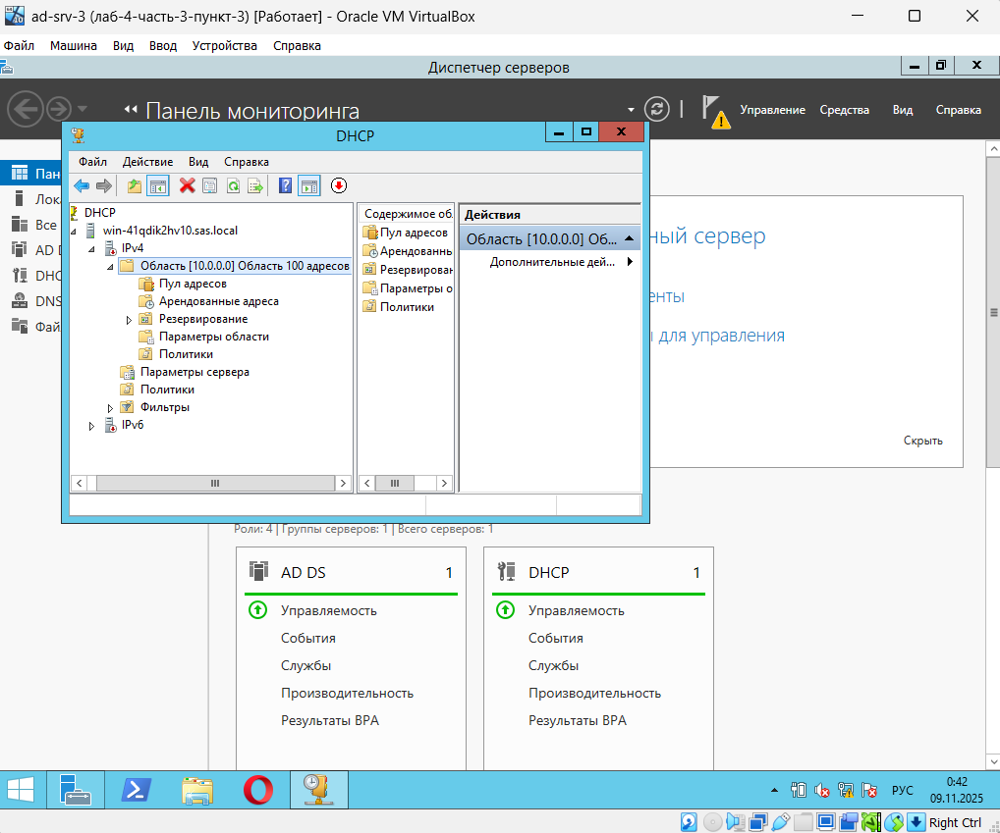 ad-srv-3 (лаб-4-часть-3-пункт-3) [Работает] - Oracle VM VirtualBox
Файл Машина Вид Ввод Устройства Справка
Диспетчер серверов
Панель мониторинга
Управление Средства Вид Справка
DHCP
Файл Действие Вид Справка
DHCP
win-41qdik2hv10.sas.local
IPv4
Область [10.0.0.0] Область 100 адресов
Пул адресов
Арендованные адреса
Резервирование
Параметры области
Политики
Параметры сервера
Политики
Фильтры
IPv6
Содержимое об.
Пул адресов
Арендованнь
Резервирован
Параметры о
Политики
Действия
Область [10.0.0.0] Об...
Дополнительные дей...
Пан
Лока
Все
AD D
DHC
DNS
Фай
ный сервер
енты
для управления
Скрыть
Роли: 4 | Группы серверов: 1 | Всего серверов: 1
AD DS 1
Управляемость
События
Службы
Производительность
Результаты BPA
DHCP 1
Управляемость
События
Службы
Производительность
Результаты BPA
РУС
0:42
09.11.2025
Right Ctrl